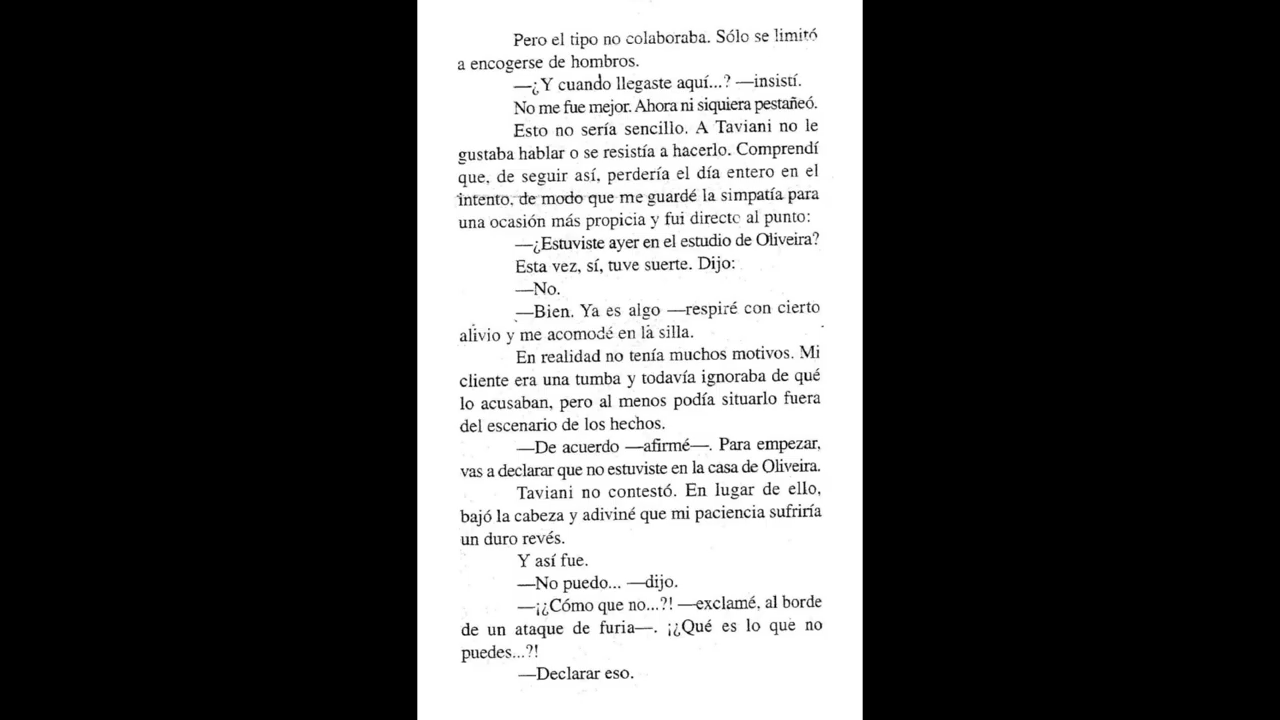 Pero el tipo no colaboraba. Sólo se limitó
a encogerse de hombros.
—¿Y cuando llegaste aquí...? —insistí.
No me fue mejor. Ahora ni siquiera pestañeó.
Esto no sería sencillo. A Taviani no le
gustaba hablar o se resistía a hacerlo. Comprendí
que, de seguir así, perdería el día entero en el
intento, de modo que me guardé la simpatía para
una ocasión más propicia y fui directo al punto:
—¿Estuviste ayer en el estudio de Oliveira?
Esta vez, sí, tuve suerte. Dijo:
—No.
—Bien. Ya es algo —respiré con cierto
alivio y me acomodé en la silla.
En realidad no tenía muchos motivos. Mi
cliente era una tumba y todavía ignoraba de qué
lo acusaban, pero al menos podía situarlo fuera
del escenario de los hechos.
—De acuerdo —afirmé—. Para empezar,
vas a declarar que no estuviste en la casa de Oliveira.
Taviani no contestó. En lugar de ello,
bajó la cabeza y adiviné que mi paciencia sufriría
un duro revés.
Y así fue.
—No puedo... —dijo.
—¡¿Cómo que no...?! —exclamé, al borde
de un ataque de furia—. ¡¿Qué es lo que no
puedes...?!
—Declarar eso.